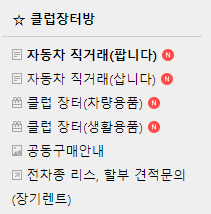 ☆ 클럽장터방
자동차 직거래(팝니다) N
자동차 직거래(삽니다) N
클럽 장터(차량용품) N
클럽 장터(생활용품) N
공동구매안내
전차종 리스, 할부 견적문의
(장기렌트)